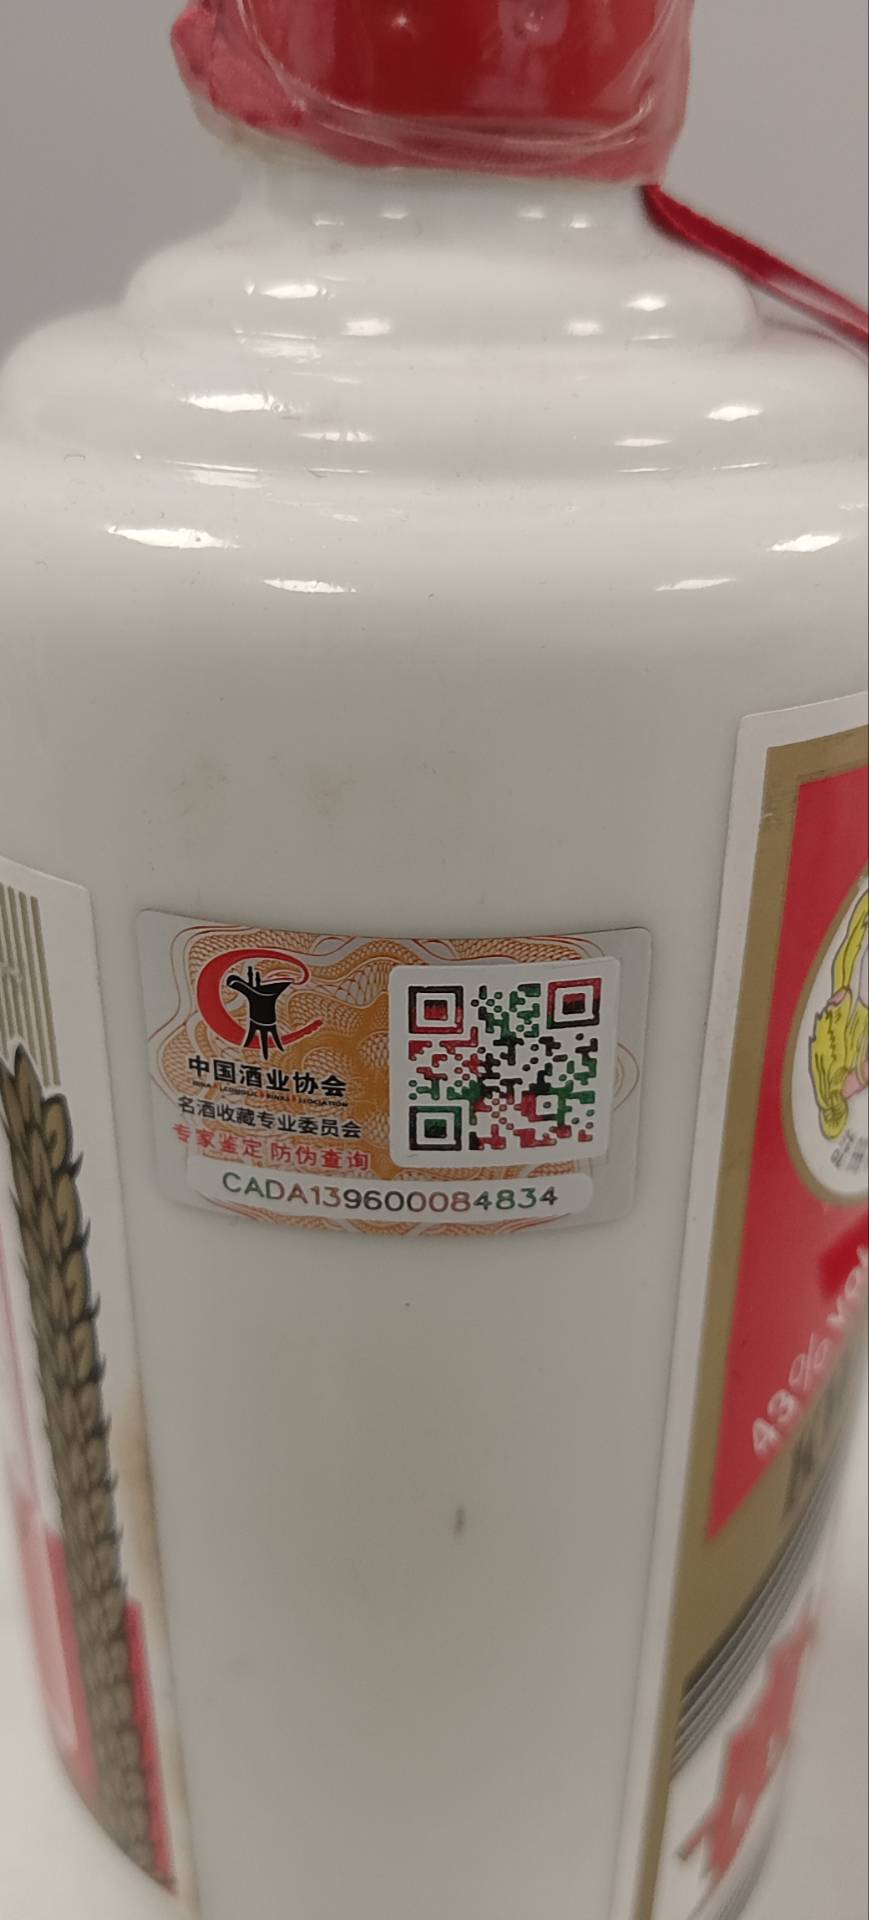 中国酒业协会
名酒收藏专业委员会
专家鉴定 防伪查询
CADA139600084834
43% vol